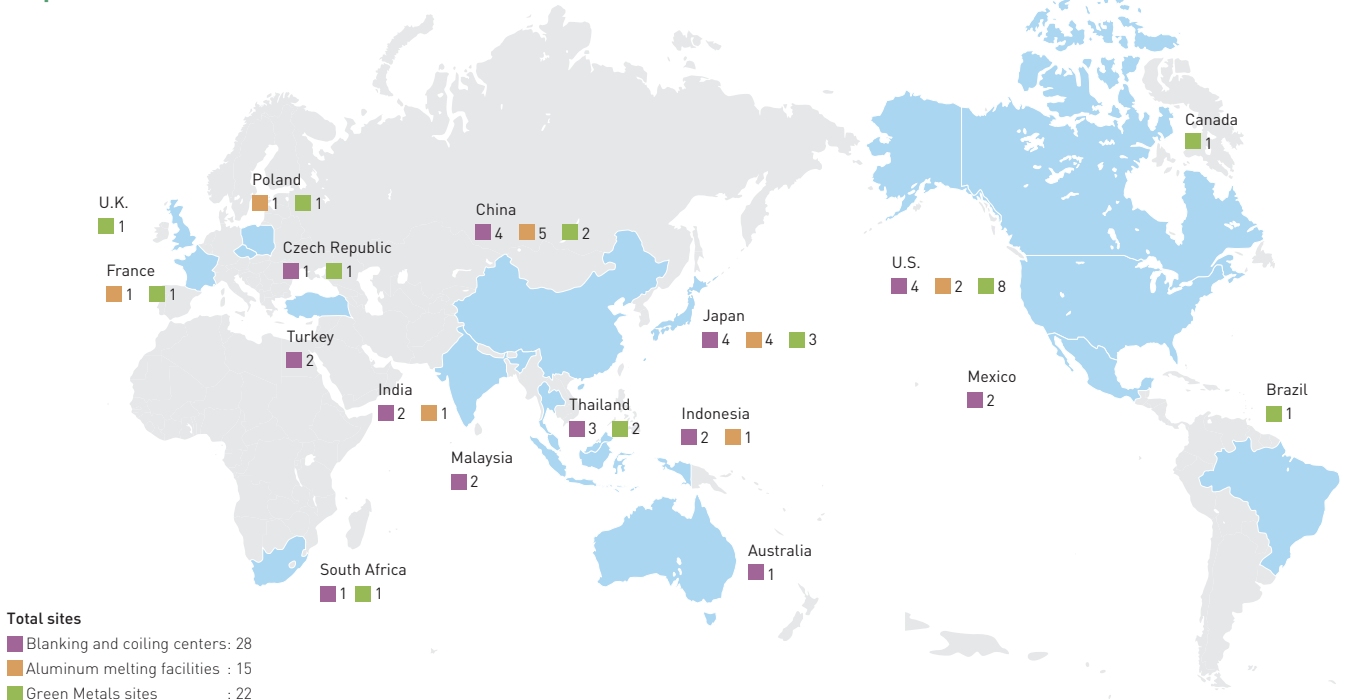 Canada
1
Poland
1 1
U.K.
1
China
4 5 2
Czech Republic
1 1
France
1 1
U.S.
4 2 8
Japan
4 4 3
Turkey
2
Mexico
2
India
2 1
Brazil
1
Thailand
3 2
Indonesia
2 1
Malaysia
2
Australia
1
South Africa
1 1
Total sites
Blanking and coiling centers: 28
Aluminum melting facilities : 15
Green Metals sites : 22